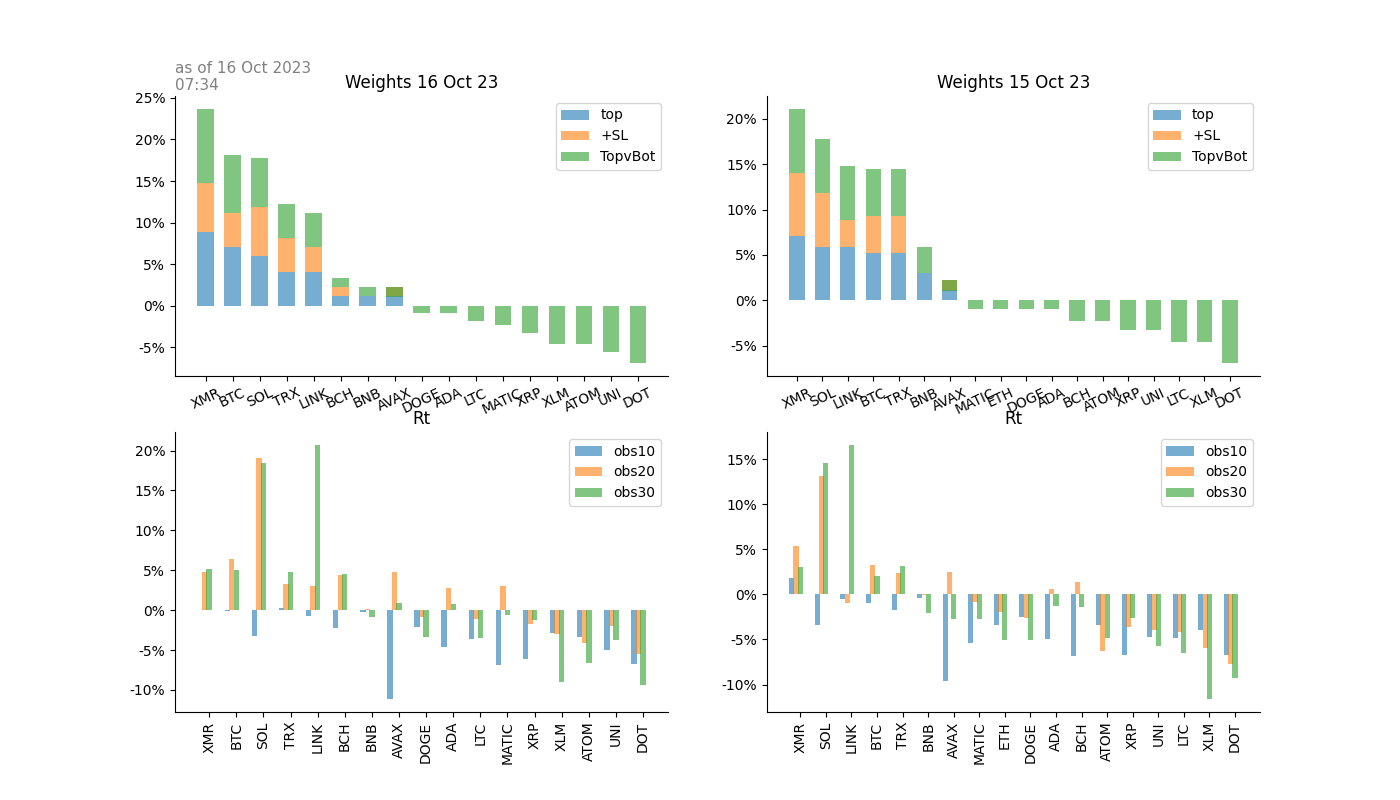 as of 16 Oct 2023
07:34
Weights 16 Oct 23
25%
20%
15%
10%
5%
0%
-5%
top
+SL
TopvBot
XMR BTC SOL TRX LINK BCH BNB AVAX DOGE ADA LTC MATIC XRP XLM ATOM UNI DOT
Weights 15 Oct 23
20%
15%
10%
5%
0%
-5%
top
+SL
TopvBot
XMR SOL LINK BTC TRX BNB AVAX MATIC ETH DOGE ADA BCH ATOM XRP UNI LTC XLM DOT
Rt
20%
15%
10%
5%
0%
-5%
-10%
obs10
obs20
obs30
XMR BTC SOL TRX LINK BCH BNB AVAX DOGE ADA LTC MATIC XRP XLM ATOM UNI DOT
Rt
15%
10%
5%
0%
-5%
-10%
obs10
obs20
obs30
XMR SOL LINK BTC TRX BNB AVAX MATIC ETH DOGE ADA BCH ATOM XRP UNI LTC XLM DOT